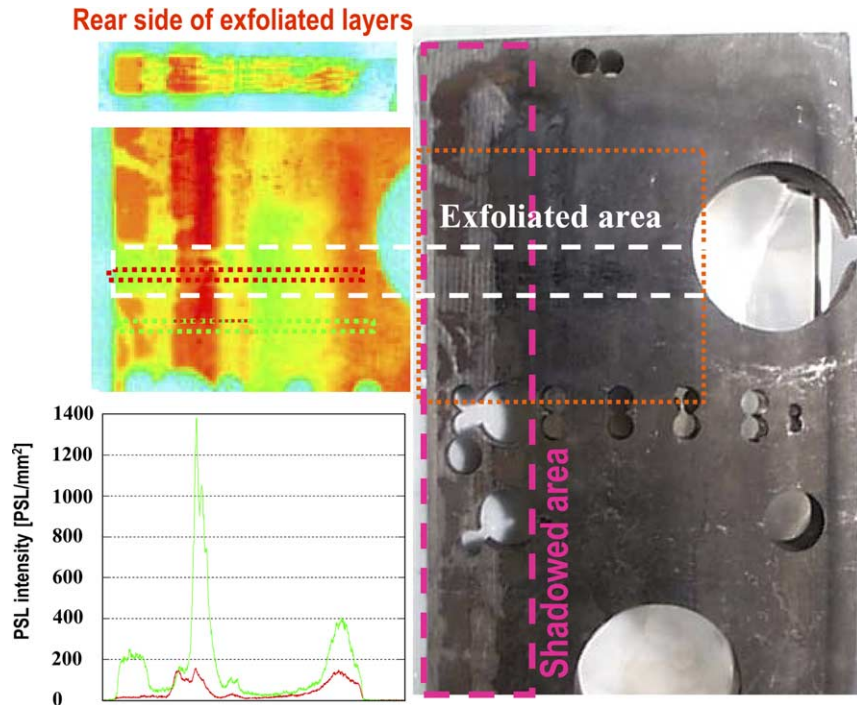 Rear side of exfoliated layers
Exfoliated area
Shadowed area
1400
1200
1000
800
600
400
200
0
PSL intensity [PSL/mm²]